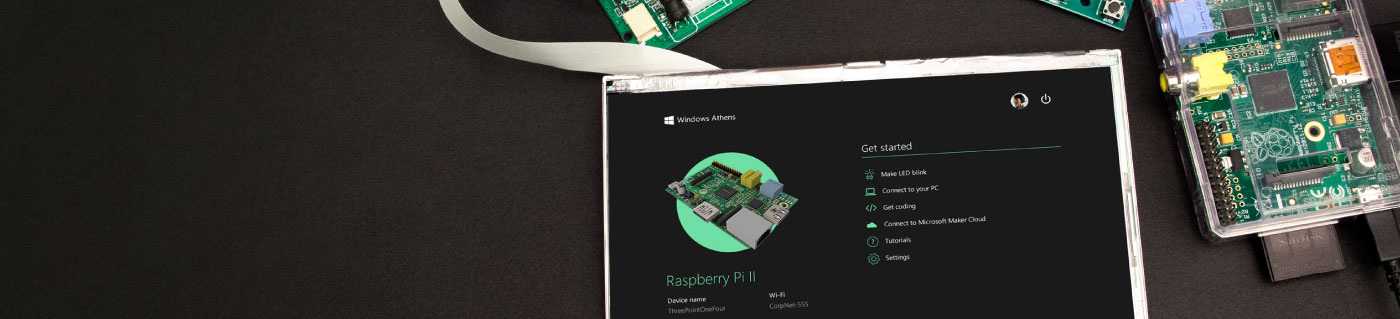 Windows Athens
Get started
Make LED blink
Connect to your PC
Get coding
Connect to Microsoft Maker Cloud
Tutorials
Settings
Raspberry Pi II
Device name
ThreePointOneFour
Wi-Fi
CorpNet-555
SanDisk